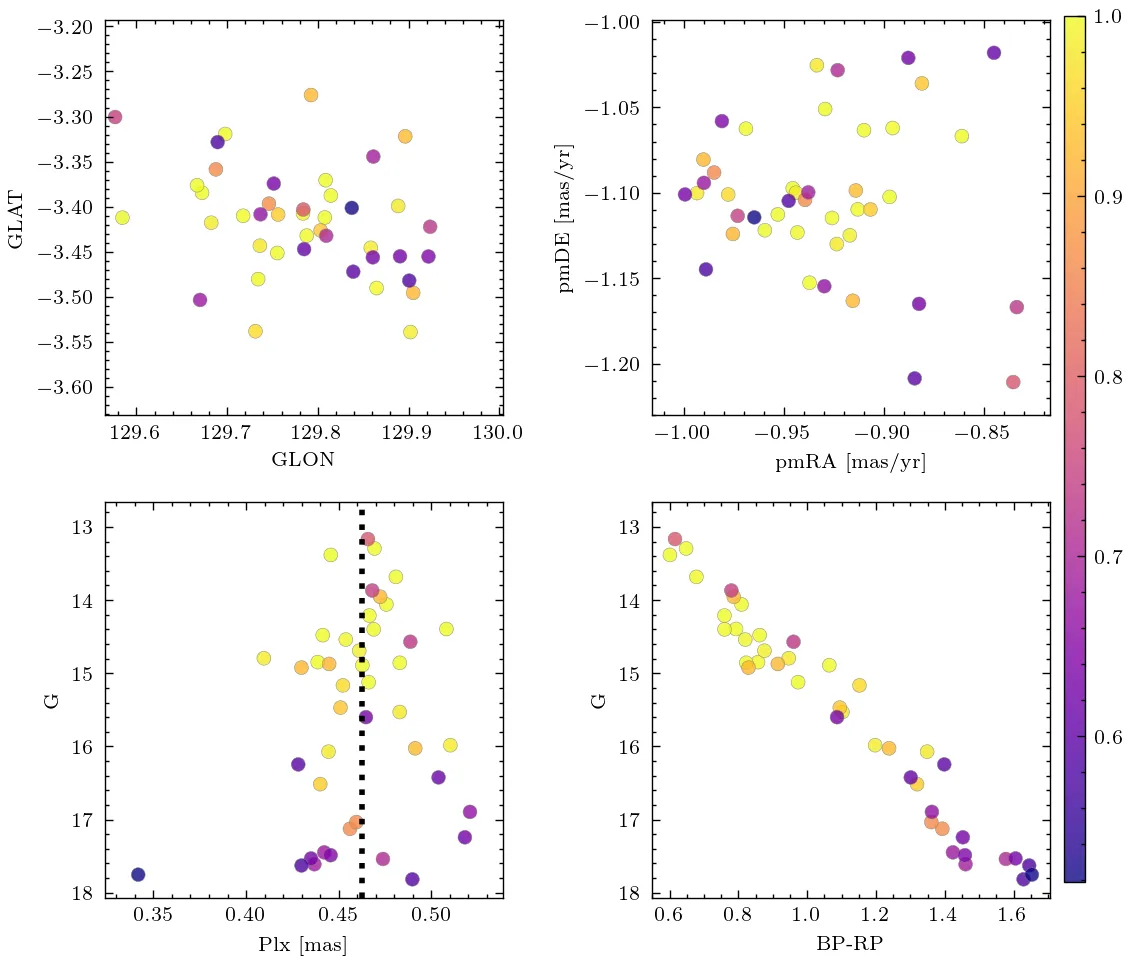 −3.20
−3.25
−3.30
−3.35
−3.40
−3.45
−3.50
−3.55
−3.60
GLAT
129.6 129.7 129.8 129.9 130.0
GLON
−1.00
−1.05
−1.10
−1.15
−1.20
pmDE [mas/yr]
−1.00 −0.95 −0.90 −0.85
pmRA [mas/yr]
13
14
15
16
17
18
G
0.35 0.40 0.45 0.50
Plx [mas]
13
14
15
16
17
18
G
0.6 0.8 1.0 1.2 1.4 1.6
BP-RP
1.0
0.9
0.8
0.7
0.6